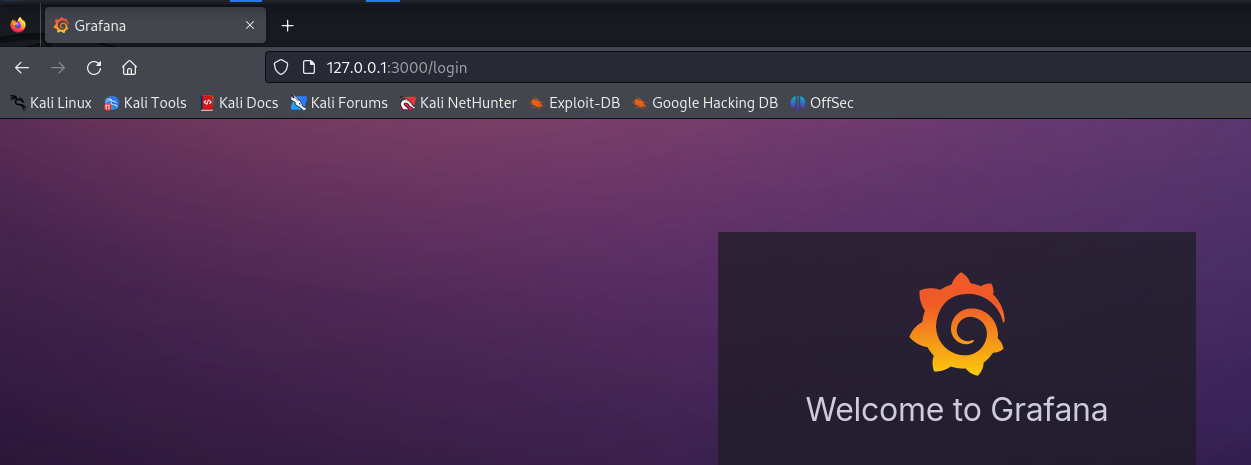 Grafana
127.0.0.1:3000/login
Kali Linux Kali Tools Kali Docs Kali Forums Kali NetHunter Exploit-DB Google Hacking DB OffSec
Welcome to Grafana